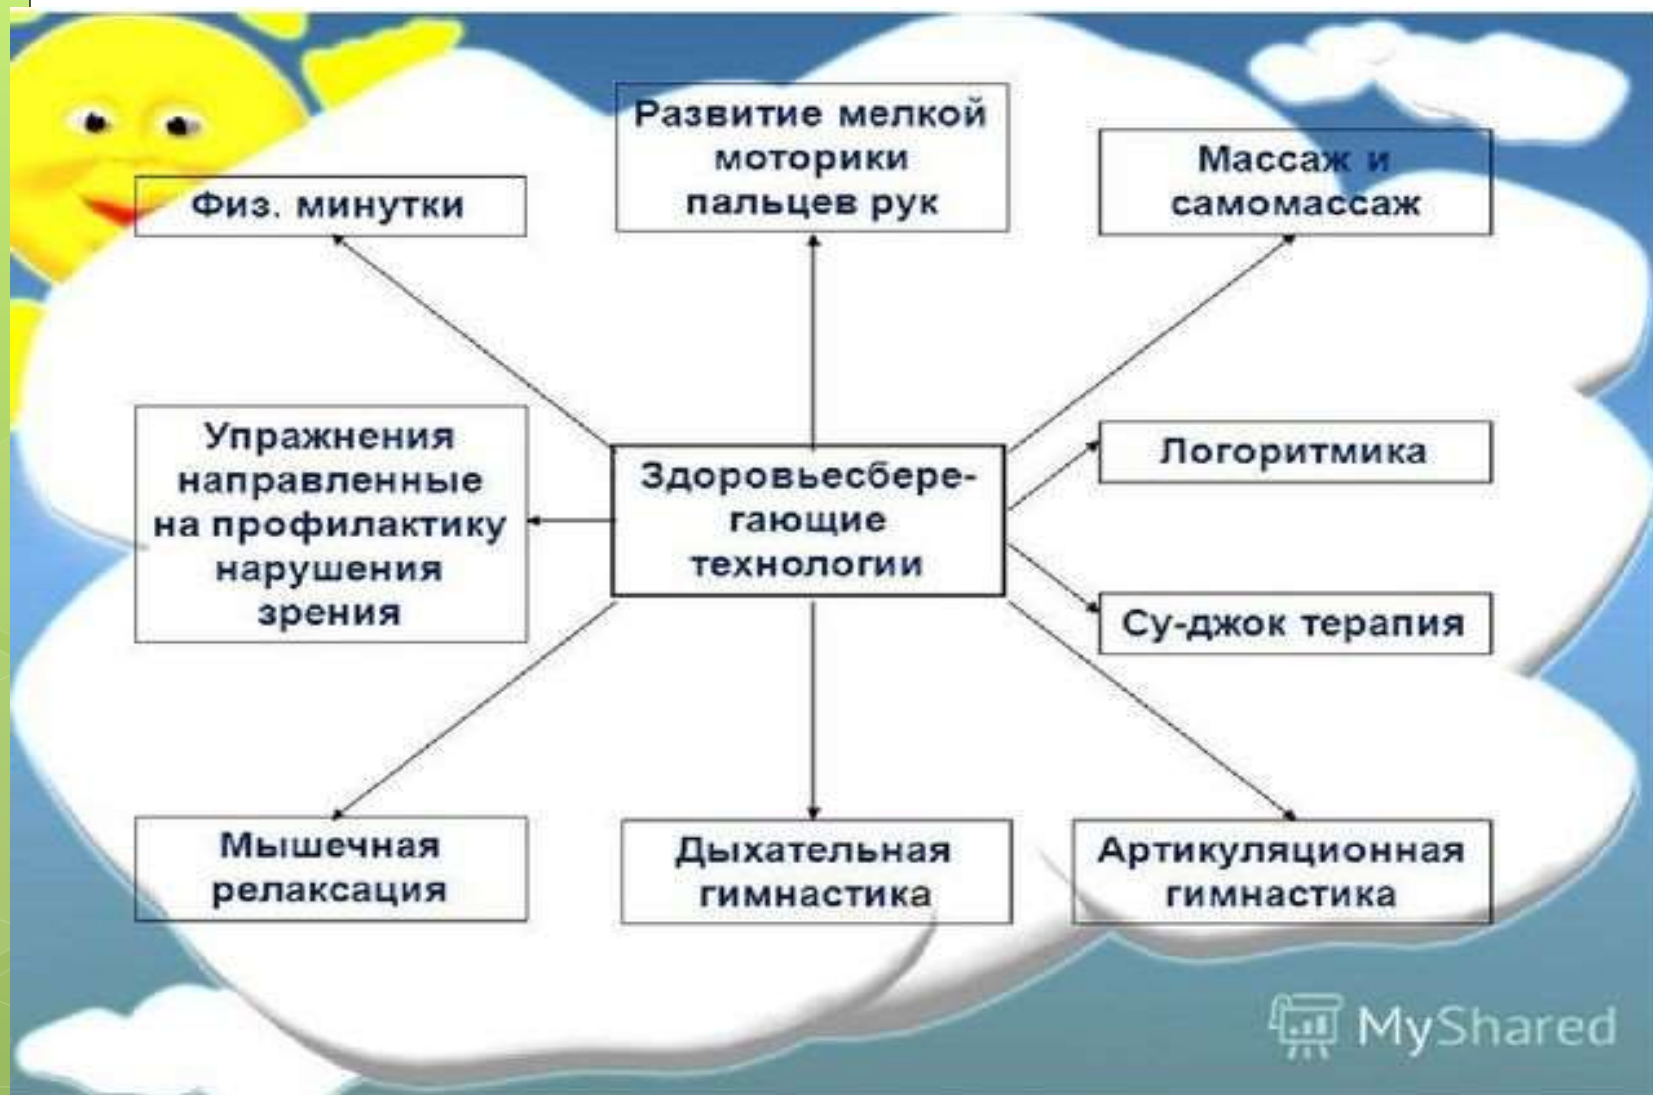 Развитие мелкой
моторики
пальцев рук
Массаж и
самомассаж
Физ. минутки
Упражнения
направленные
на профилактику
нарушения
зрения
Здоровьесбере-
гающие
технологии
Логоритмика
Су-джок терапия
Мышечная
релаксация
Дыхательная
гимнастика
Артикуляционная
гимнастика
MyShared